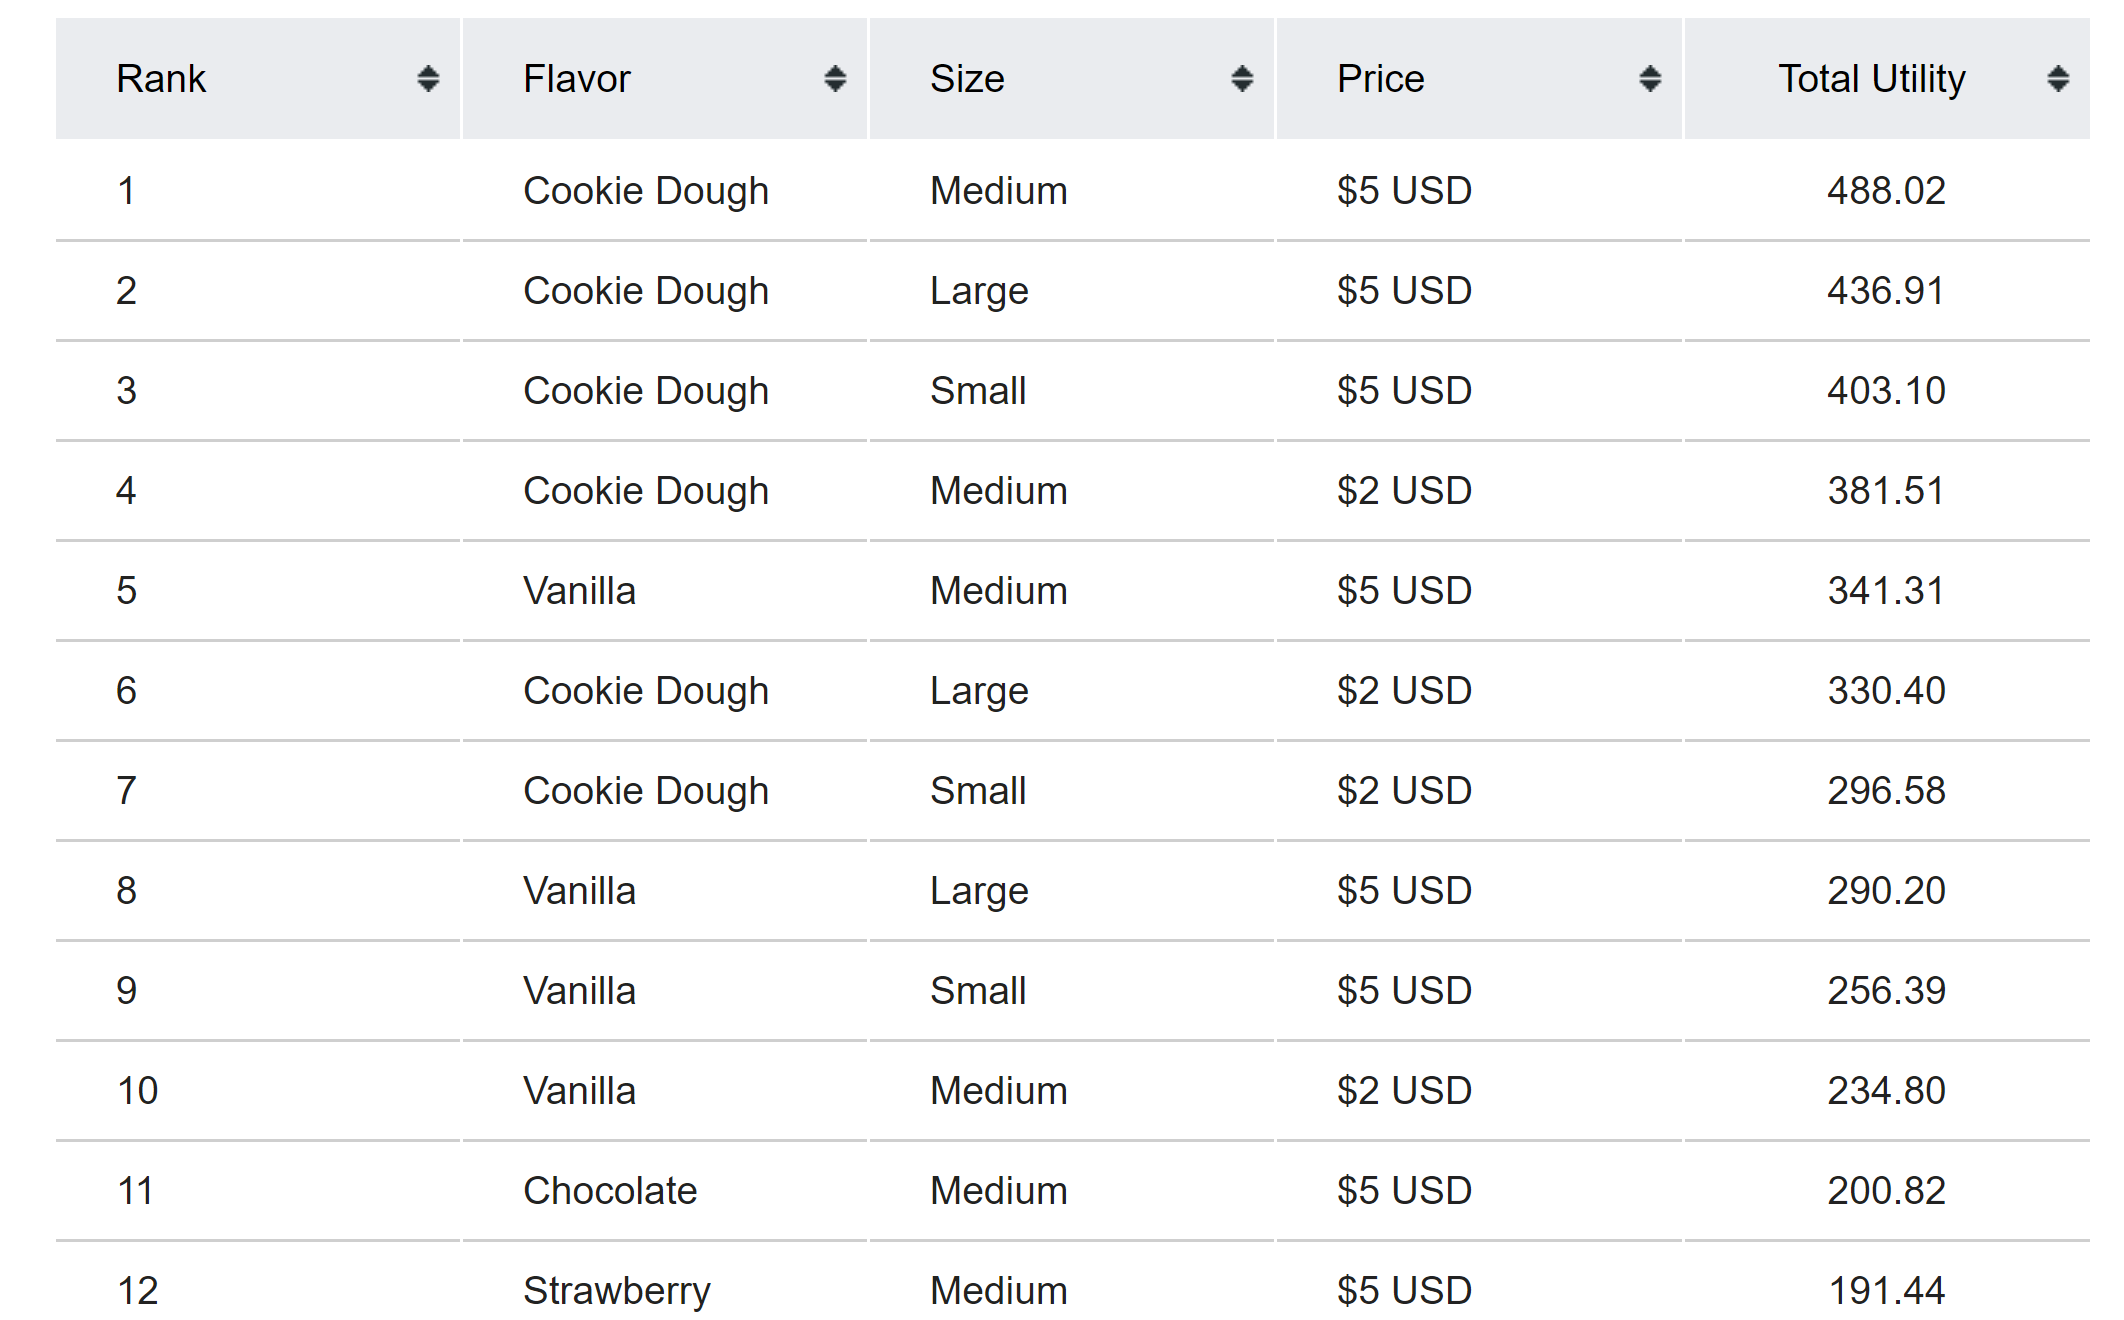 Rank Flavor Size Price Total Utility
1 Cookie Dough Medium $5 USD 488.02
2 Cookie Dough Large $5 USD 436.91
3 Cookie Dough Small $5 USD 403.10
4 Cookie Dough Medium $2 USD 381.51
5 Vanilla Medium $5 USD 341.31
6 Cookie Dough Large $2 USD 330.40
7 Cookie Dough Small $2 USD 296.58
8 Vanilla Large $5 USD 290.20
9 Vanilla Small $5 USD 256.39
10 Vanilla Medium $2 USD 234.80
11 Chocolate Medium $5 USD 200.82
12 Strawberry Medium $5 USD 191.44